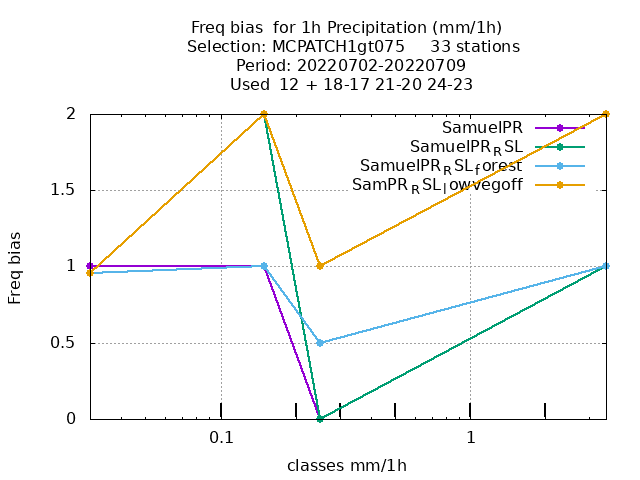 Freq bias  for 1h Precipitation (mm/1h)
Selection: MCPATCH1gt075     33 stations
Period: 20220702-20220709
Used  12 + 18-17 21-20 24-23
2
1.5
1
0.5
0
Freq bias
SamuelPR
SamuelPR_RSL
SamuelPR_RSL_forest
SamPR_RSL_lowvegoff
0.1
1
classes mm/1h